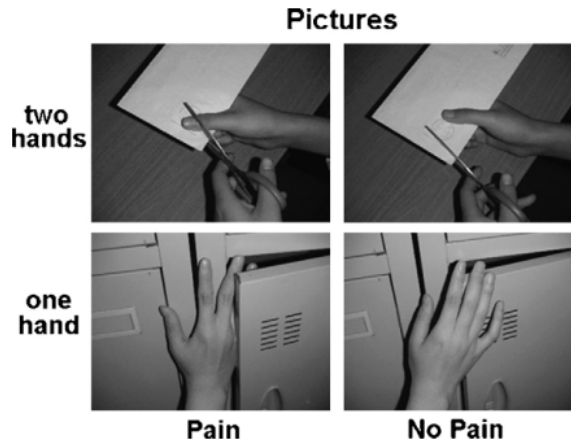 Pictures
two
hands
one
hand
Pain
No Pain